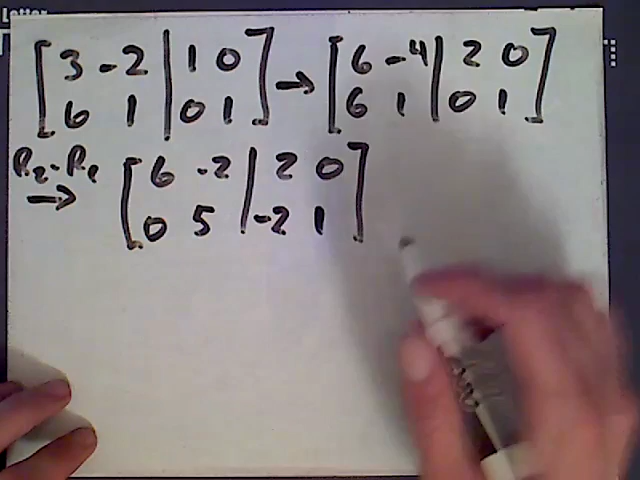 Letter
[3 -2 | 1 0] → [6 -4 | 2 0]
[6 1 | 0 1] [6 1 | 0 1]
R₂-R₁ → [6 -2 | 2 0]
[0 5 | -2 1]